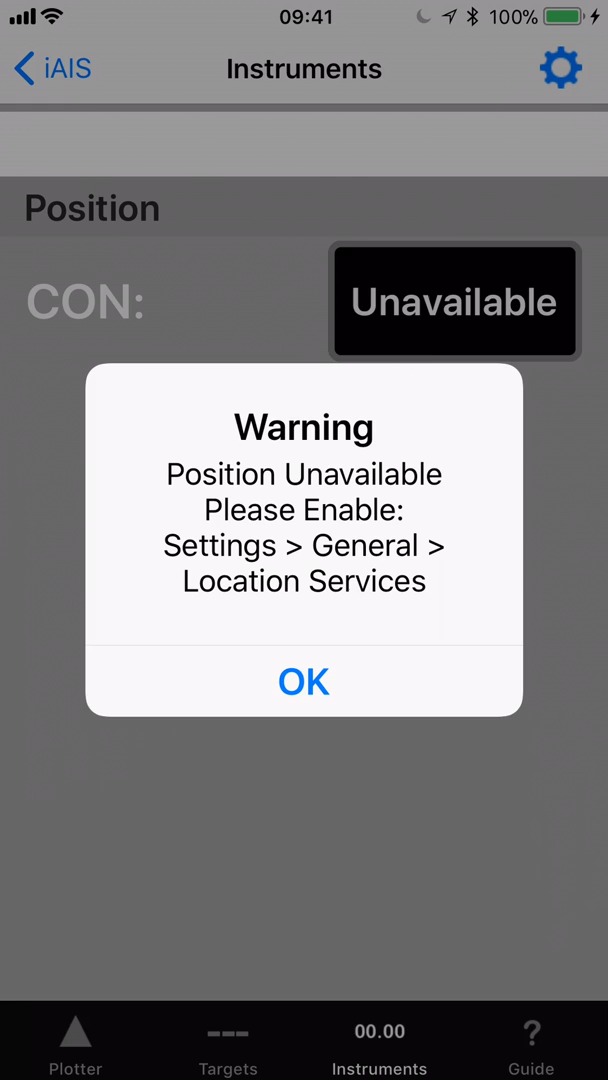 09:41 100%
iAIS Instruments
Position
CON: Unavailable
Warning
Position Unavailable
Please Enable:
Settings > General >
Location Services
OK
---
00.00
?
Plotter Targets Instruments Guide